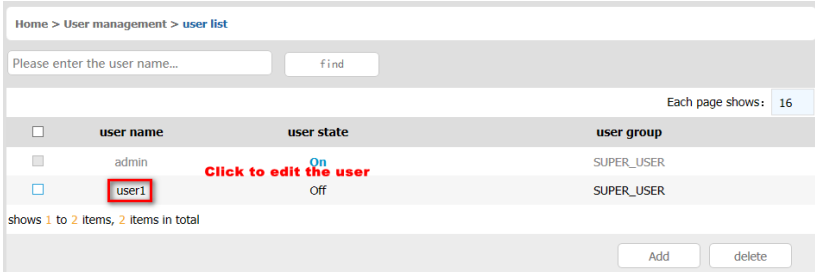 Home > User management > user list
Please enter the user name... find
Each page shows: 16
user name user state user group
admin On SUPER_USER
Click to edit the user
user1 Off SUPER_USER
shows 1 to 2 items, 2 items in total
Add delete